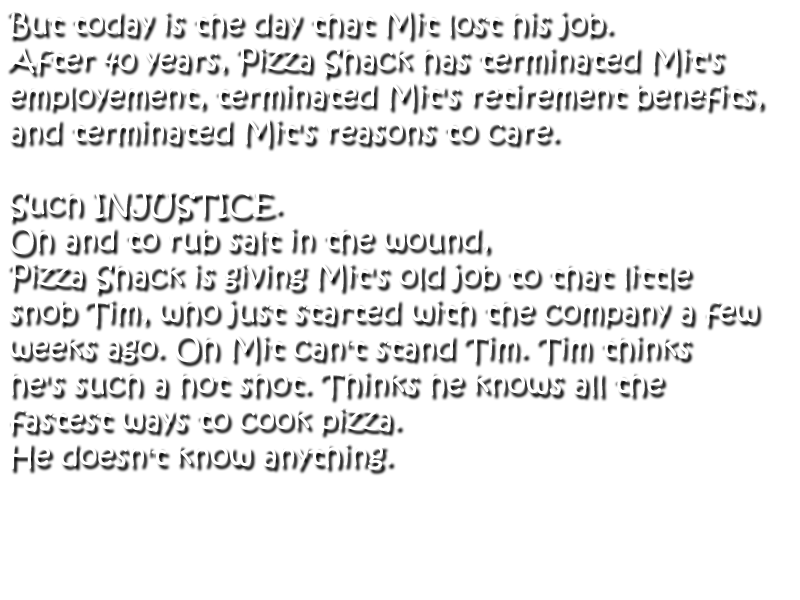 But today is the day that Mit lost his job.
After 40 years, Pizza Shack has terminated Mit's
employement, terminated Mit's retirement benefits,
and terminated Mit's reasons to care.
Such INJUSTICE.
Oh and to rub salt in the wound,
Pizza Shack is giving Mit's old job to that little
snob Tim, who just started with the company a few
weeks ago. Oh Mit can't stand Tim. Tim thinks
he's such a hot shot. Thinks he knows all the
fastest ways to cook pizza.
He doesn't know anything.